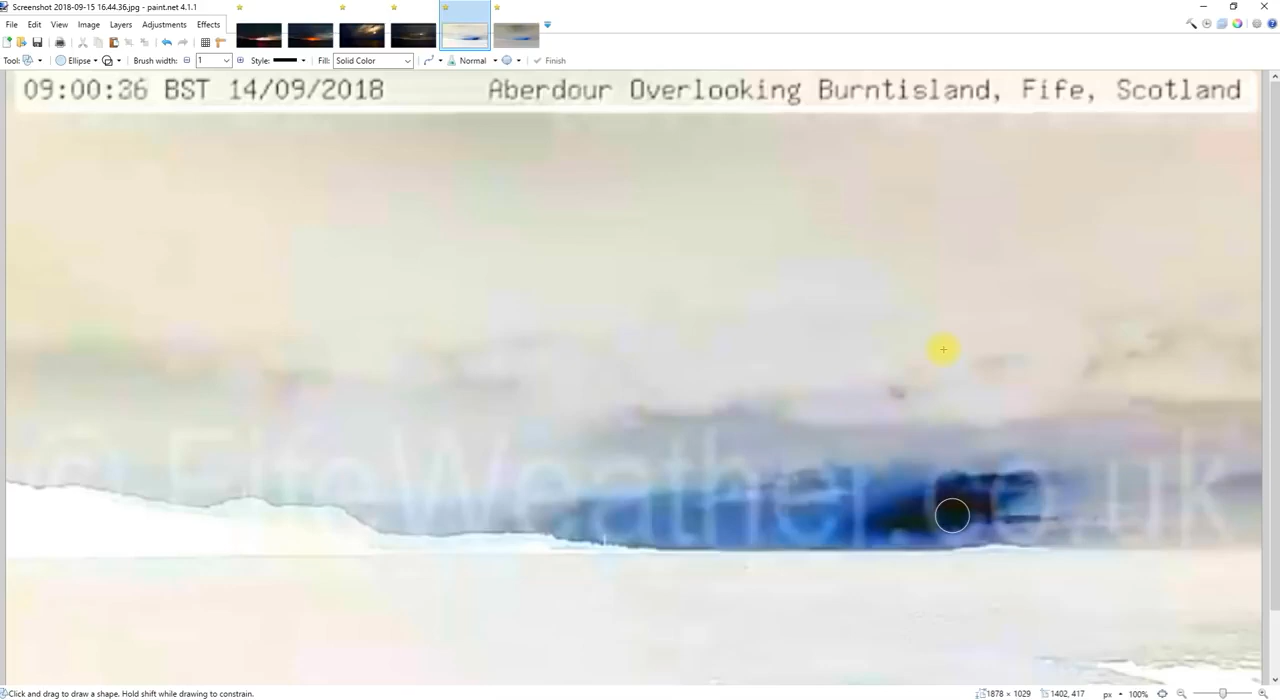 Screenshot 2018-09-15 16.44.36.jpg - paint.net 4.1.1
File Edit View Image Layers Adjustments Effects
Tool: Ellipse Brush width: 1 Style: Fill: Solid Color Normal Finish
09:00:36 BST 14/09/2018 Aberdour Overlooking Burntisland, Fife, Scotland
FifeWeather.co.uk
Click and drag to draw a shape. Hold shift while drawing to constrain. 1878 × 1029 1402, 417 px 100%